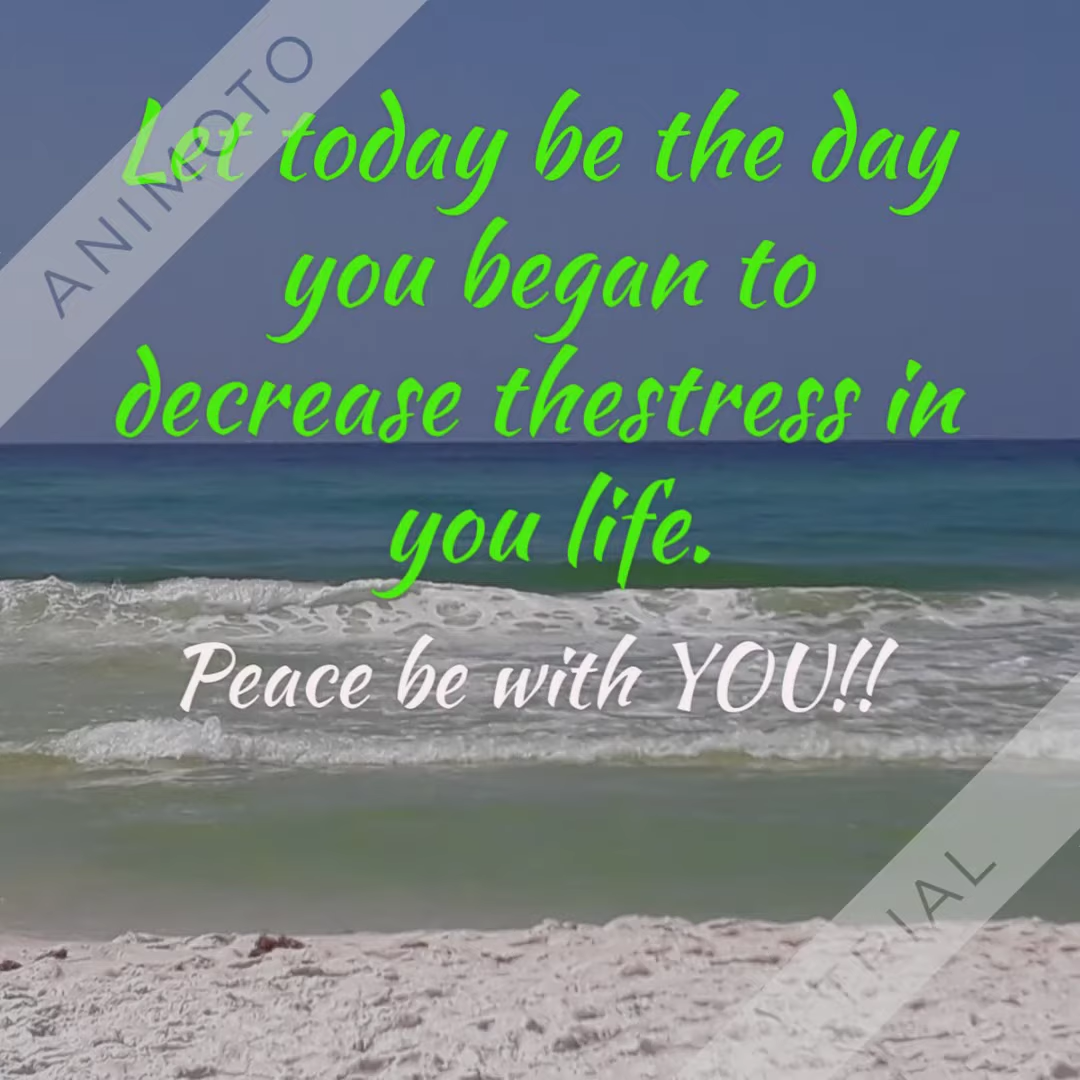 ANIMOTO
Let today be the day
you began to
decrease thestress in
you life.
Peace be with YOU!!
TRIAL